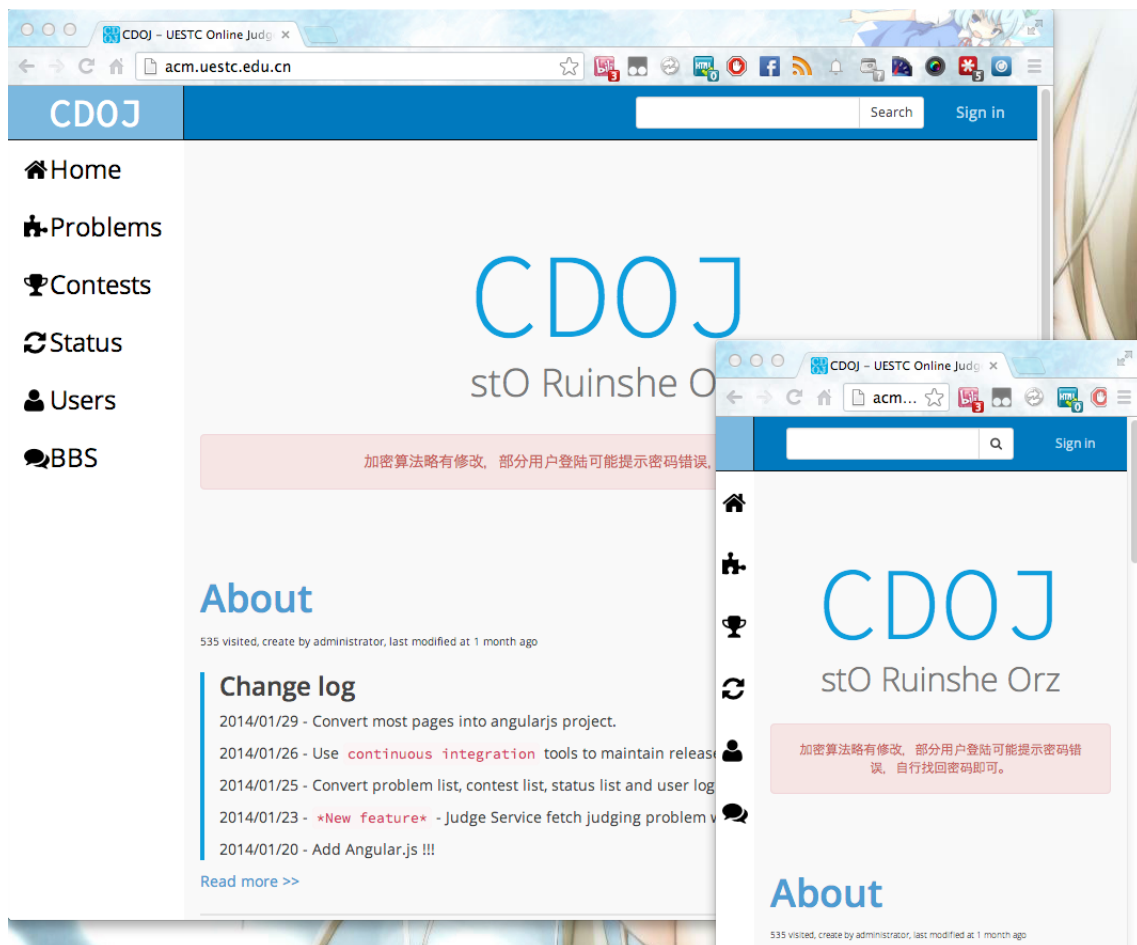 CDOJ – UESTC Online Judg
acm.uestc.edu.cn
CDOJ
Search
Sign in
Home
Problems
Contests
Status
Users
BBS
CDOJ
stO Ruinshe O
加密算法略有修改，部分用户登陆可能提示密码错误，
About
535 visited, create by administrator, last modified at 1 month ago
Change log
2014/01/29 - Convert most pages into angularjs project.
2014/01/26 - Use continuous integration tools to maintain release
2014/01/25 - Convert problem list, contest list, status list and user log
2014/01/23 - *New feature* - Judge Service fetch judging problem w
2014/01/20 - Add Angular.js !!!
Read more >>
CDOJ – UESTC Online Judg
acm...
Sign in
CDOJ
stO Ruinshe Orz
加密算法略有修改，部分用户登陆可能提示密码错
误，自行找回密码即可。
About
535 visited, create by administrator, last modified at 1 month ago